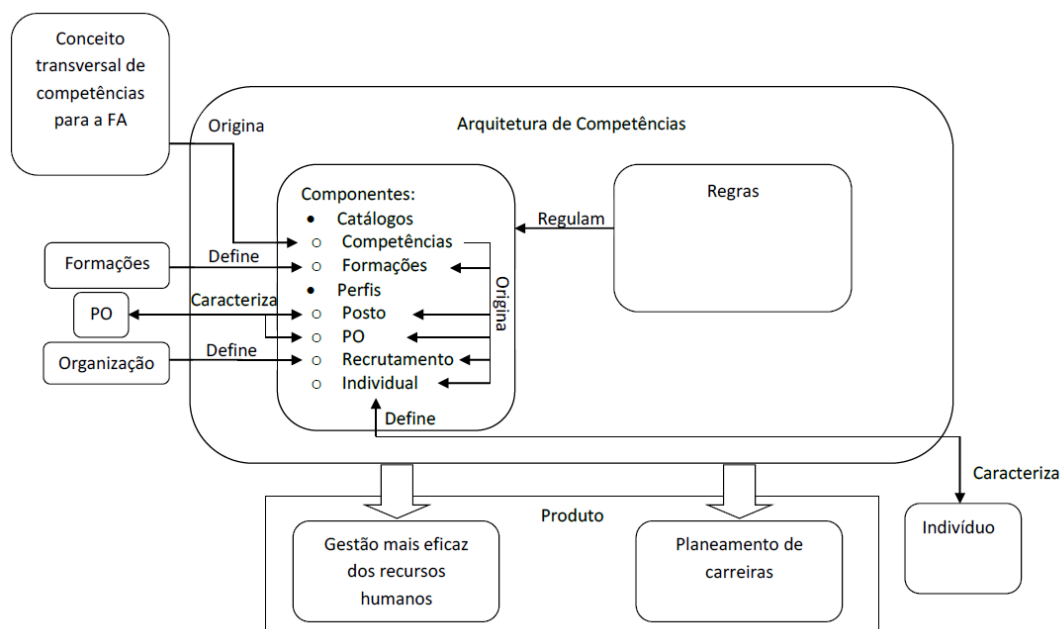 Conceito
transversal de
competências
para a FA
Origina
Arquitetura de Competências
Componentes:
• Catálogos
○ Competências
○ Formações
• Perfis
○ Posto
○ PO
○ Recrutamento
○ Individual
Origina
Regulam
Regras
Formações
Define
PO
Caracteriza
Organização
Define
Define
Caracteriza
Indivíduo
Produto
Gestão mais eficaz
dos recursos
humanos
Planeamento de
carreiras